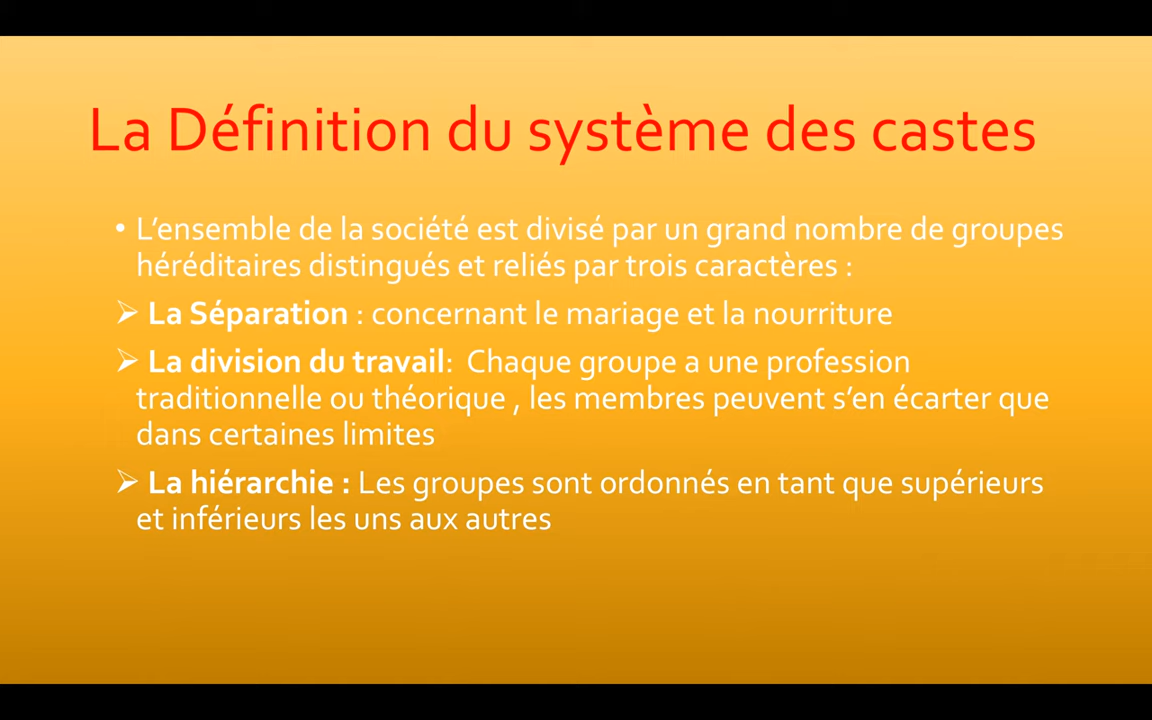 La Définition du système des castes
• L'ensemble de la société est divisé par un grand nombre de groupes
héréditaires distingués et reliés par trois caractères :
➢ La Séparation : concernant le mariage et la nourriture
➢ La division du travail: Chaque groupe a une profession
traditionnelle ou théorique , les membres peuvent s'en écarter que
dans certaines limites
➢ La hiérarchie : Les groupes sont ordonnés en tant que supérieurs
et inférieurs les uns aux autres